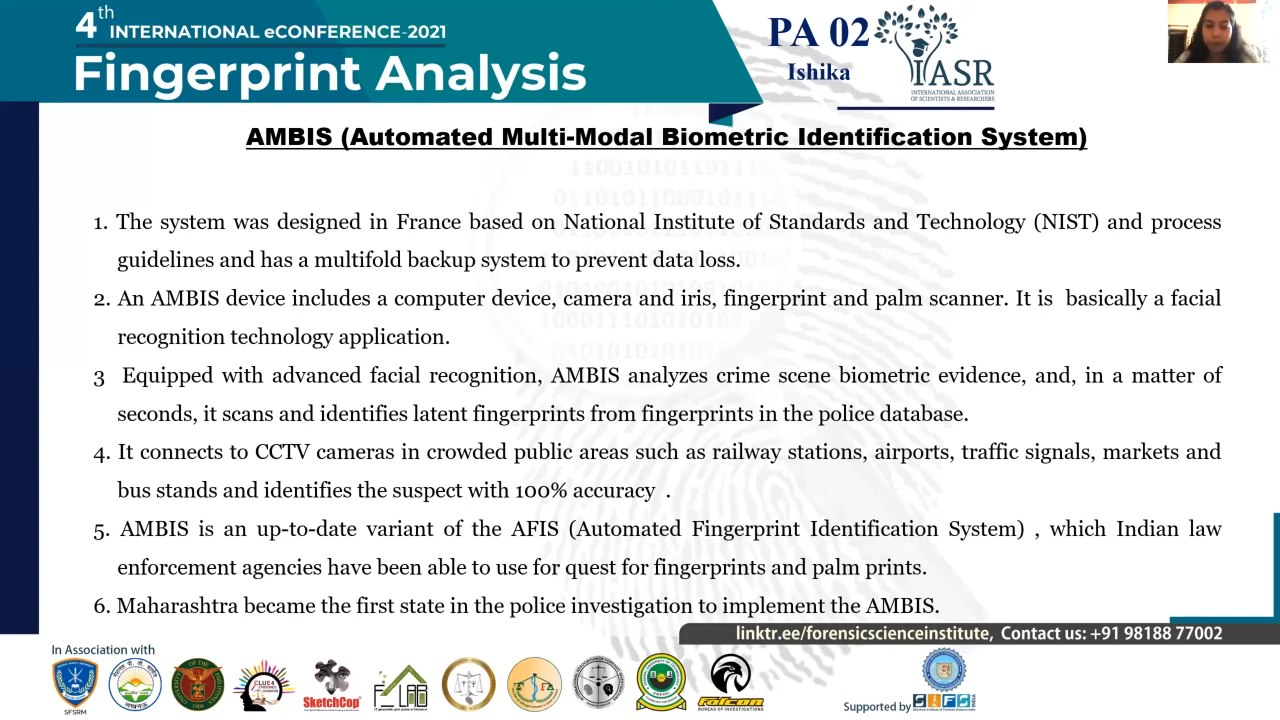 4th INTERNATIONAL eCONFERENCE-2021
Fingerprint Analysis
PA 02
Ishika
IASR
INTERNATIONAL ASSOCIATION
OF SCIENTISTS & RESEARCHERS
AMBIS (Automated Multi-Modal Biometric Identification System)
1. The system was designed in France based on National Institute of Standards and Technology (NIST) and process
guidelines and has a multifold backup system to prevent data loss.
2. An AMBIS device includes a computer device, camera and iris, fingerprint and palm scanner. It is basically a facial
recognition technology application.
3 Equipped with advanced facial recognition, AMBIS analyzes crime scene biometric evidence, and, in a matter of
seconds, it scans and identifies latent fingerprints from fingerprints in the police database.
4. It connects to CCTV cameras in crowded public areas such as railway stations, airports, traffic signals, markets and
bus stands and identifies the suspect with 100% accuracy .
5. AMBIS is an up-to-date variant of the AFIS (Automated Fingerprint Identification System) , which Indian law
enforcement agencies have been able to use for quest for fingerprints and palm prints.
6. Maharashtra became the first state in the police investigation to implement the AMBIS.
linktr.ee/forensicscienceinstitute, Contact us: +91 98188 77002
In Association with
SFSRM
CLUE4
SketchCop
F LAB
falcon
BUREAU OF INVESTIGATIONS
Supported by
SIFS
INDIA